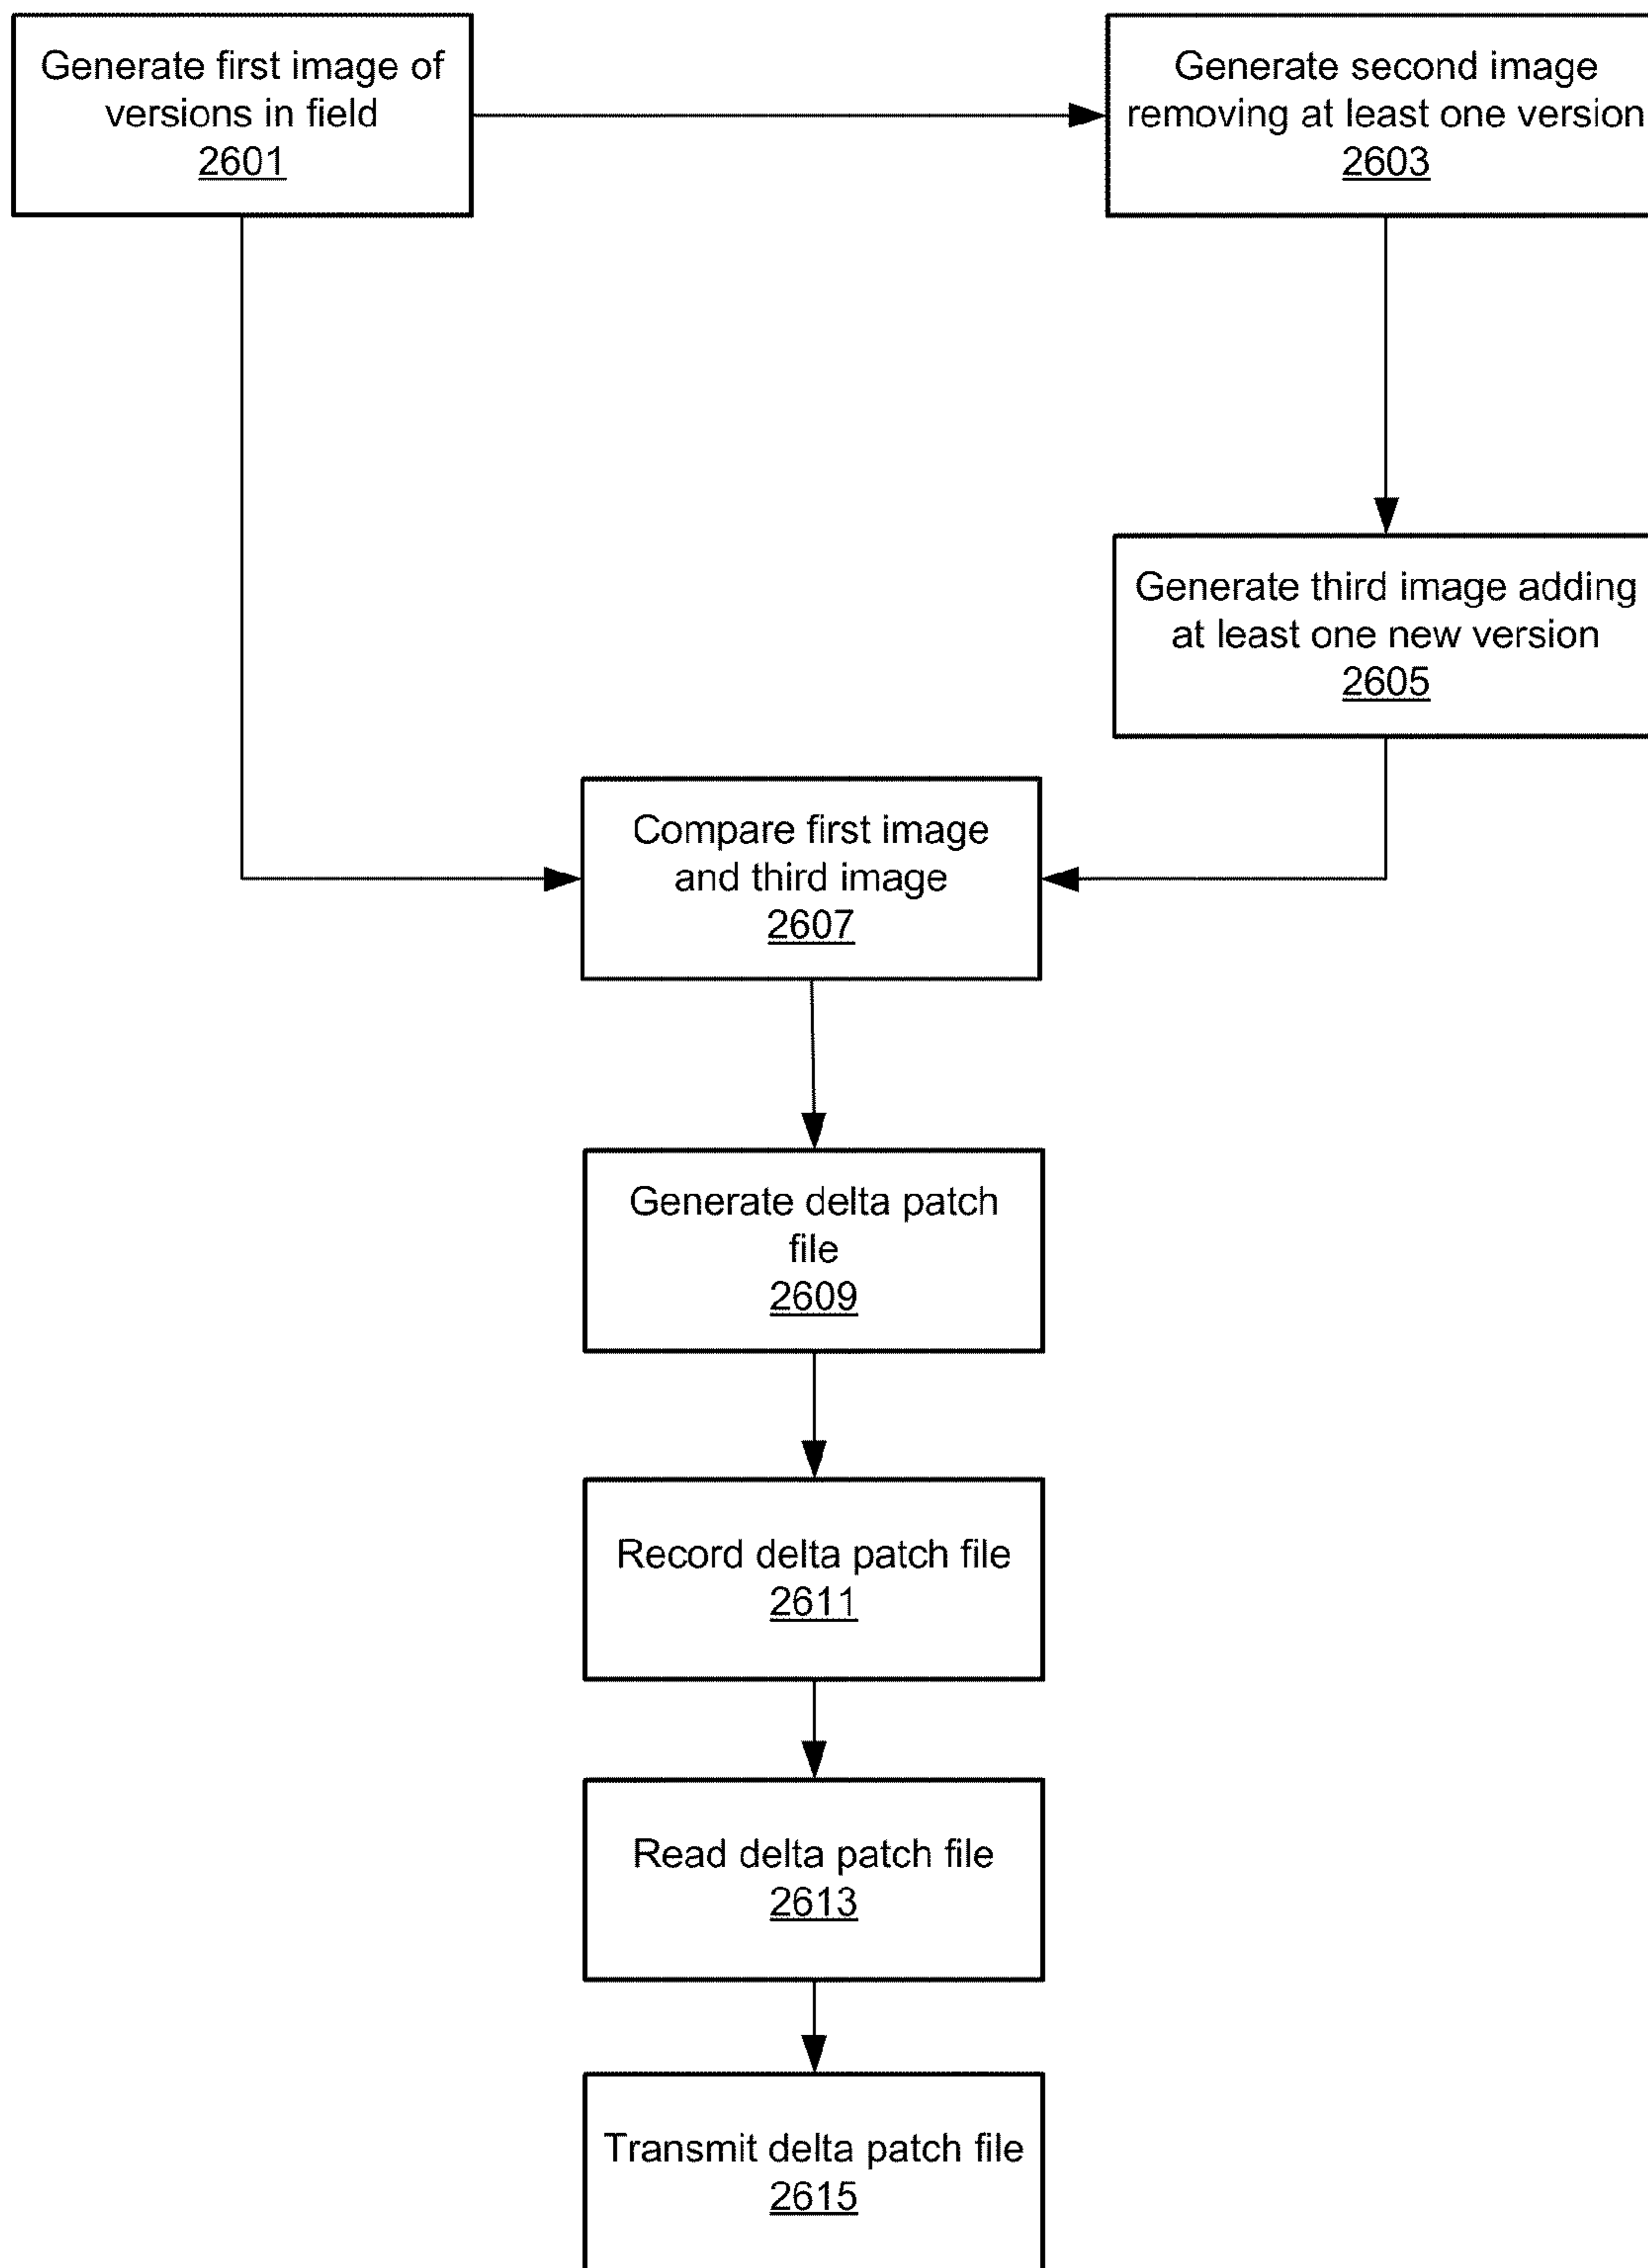 Generate first image of
versions in field
2601
Generate second image
removing at least one version
2603
Generate third image adding
at least one new version
2605
Compare first image
and third image
2607
Generate delta patch
file
2609
Record delta patch file
2611
Read delta patch file
2613
Transmit delta patch file
2615